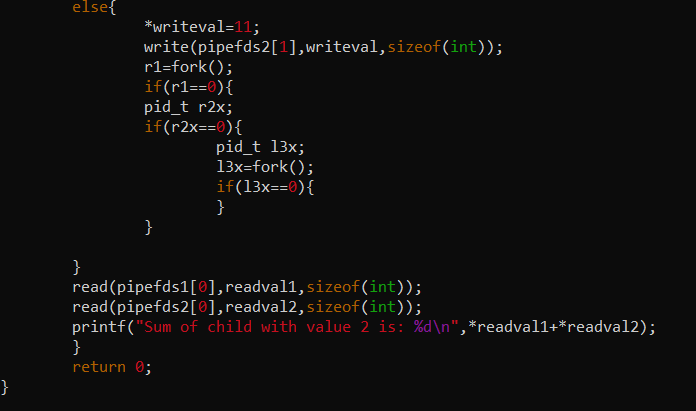 else{
*writeval=11;
write(pipefds2[1],writeval,sizeof(int));
r1=fork();
if(r1==0){
pid_t r2x;
if(r2x==0){
pid_t l3x;
l3x=fork();
if(l3x==0){
}
}
}
read(pipefds1[0],readval1,sizeof(int));
read(pipefds2[0],readval2,sizeof(int));
printf("Sum of child with value 2 is: %d\n",*readval1+*readval2);
}
return 0;
}